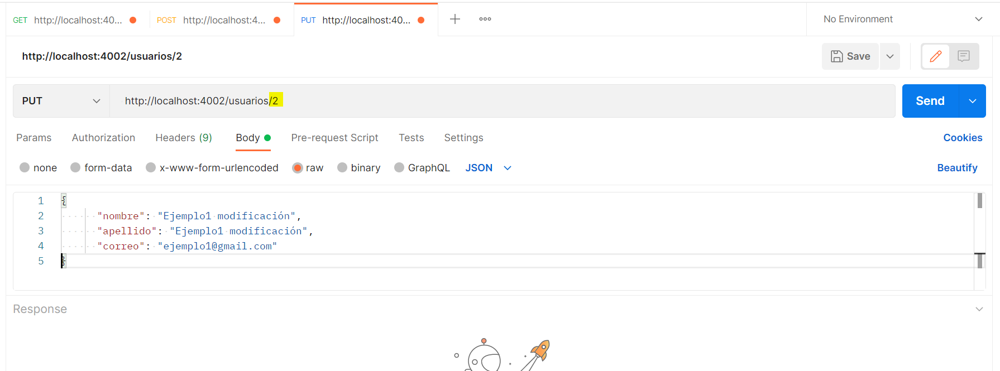 GET http://localhost:40... POST http://localhost:4... PUT http://localhost:40... No Environment
http://localhost:4002/usuarios/2 Save
PUT http://localhost:4002/usuarios/2 Send
Params Authorization Headers (9) Body Pre-request Script Tests Settings Cookies
none form-data x-www-form-urlencoded raw binary GraphQL JSON Beautify
1 {
2 "nombre": "Ejemplo1 modificación",
3 "apellido": "Ejemplo1 modificación",
4 "correo": "ejemplo1@gmail.com"
5 }
Response